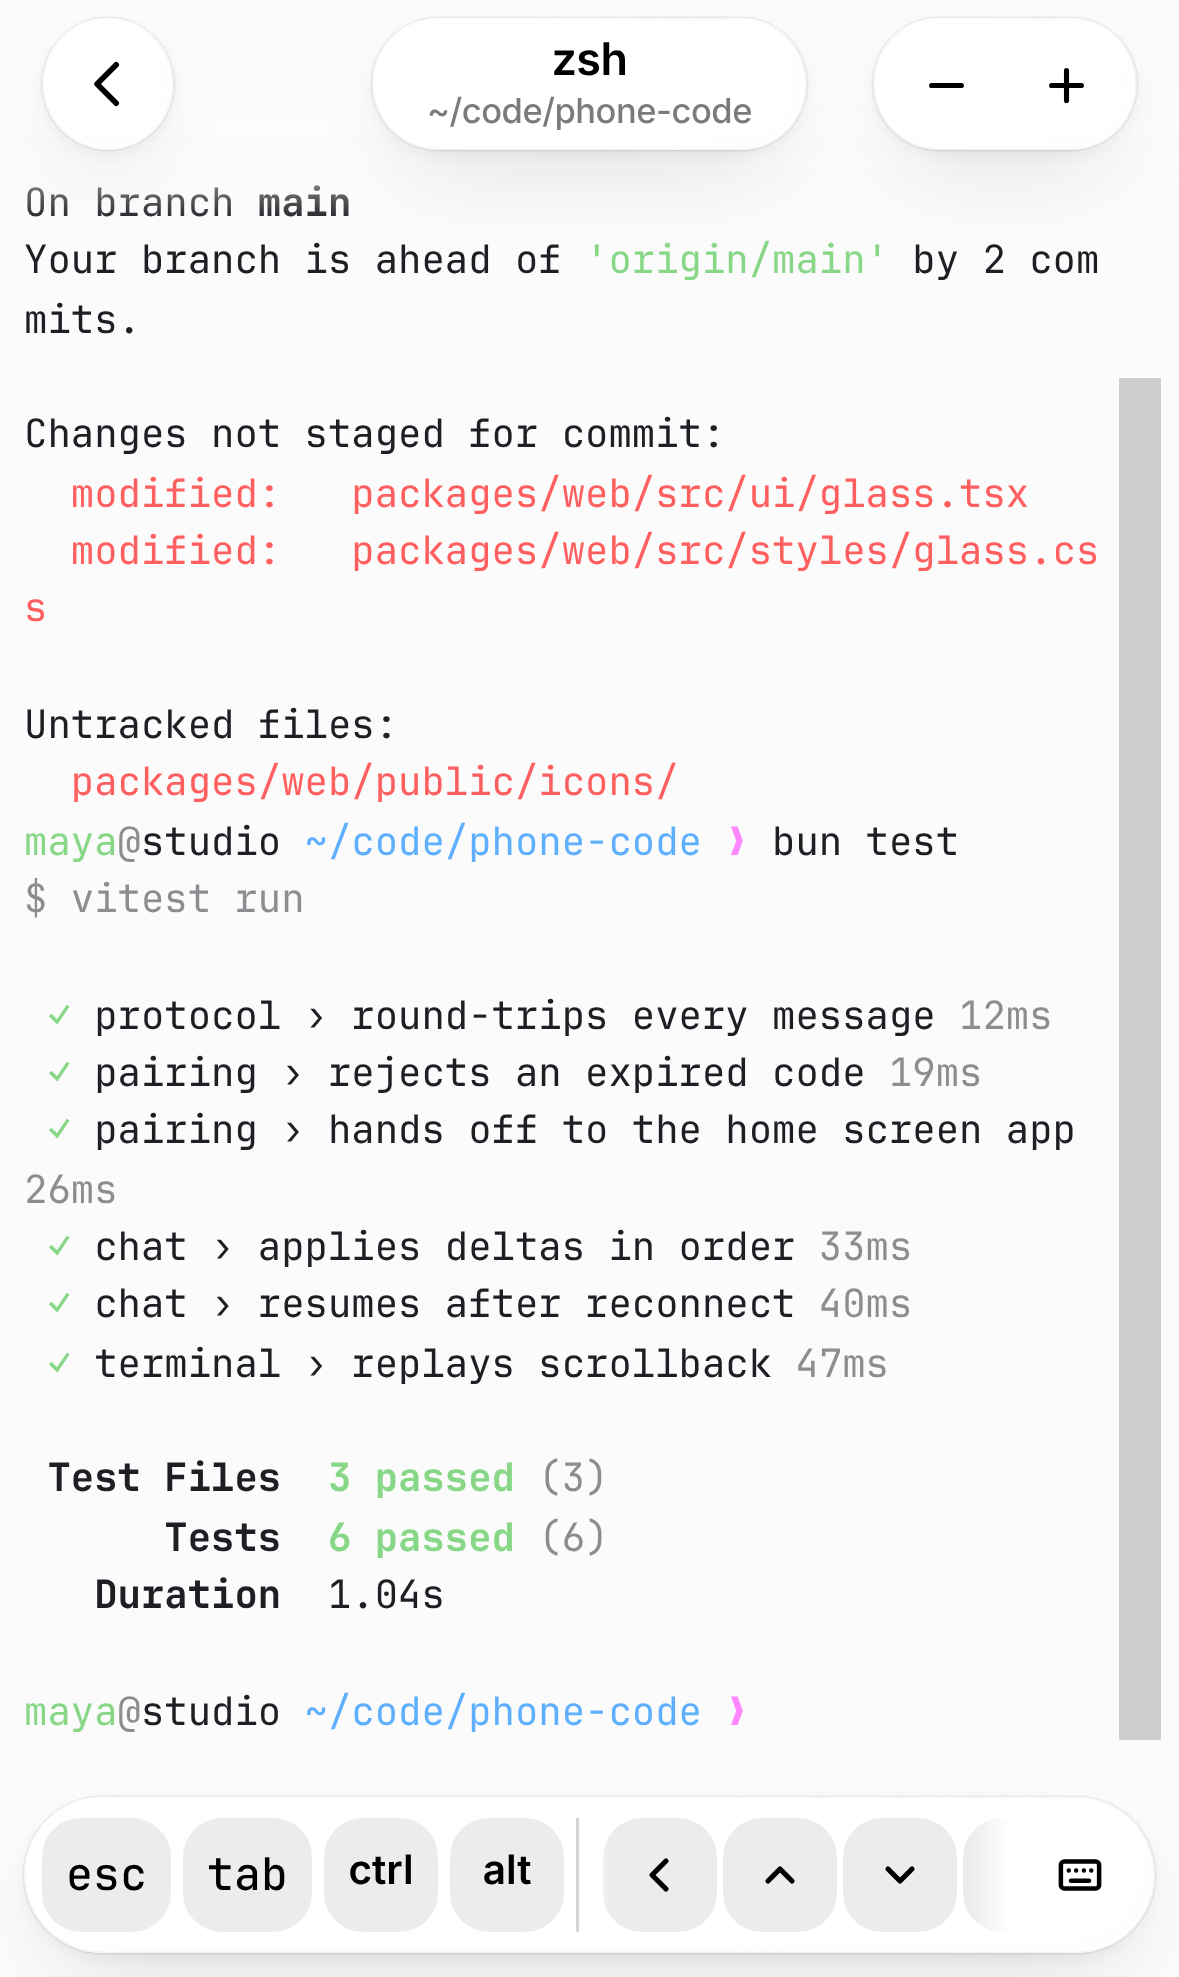 zsh
~/code/phone-code
On branch main
Your branch is ahead of 'origin/main' by 2 com
mits.
Changes not staged for commit:
  modified:   packages/web/src/ui/glass.tsx
  modified:   packages/web/src/styles/glass.cs
s
Untracked files:
  packages/web/public/icons/
maya@studio ~/code/phone-code ❱ bun test
$ vitest run
 ✓ protocol › round-trips every message 12ms
 ✓ pairing › rejects an expired code 19ms
 ✓ pairing › hands off to the home screen app
26ms
 ✓ chat › applies deltas in order 33ms
 ✓ chat › resumes after reconnect 40ms
 ✓ terminal › replays scrollback 47ms
 Test Files  3 passed (3)
      Tests  6 passed (6)
   Duration  1.04s
maya@studio ~/code/phone-code ❱
esc tab ctrl alt